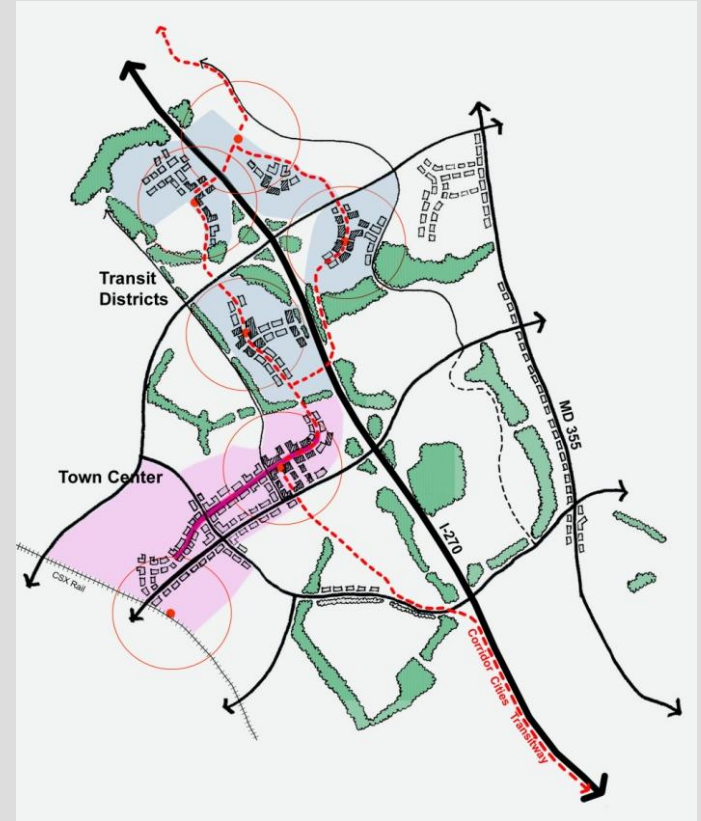 Transit
Districts
Town Center
CSX Rail
MD 355
I-270
Corridor Cities
Transitway